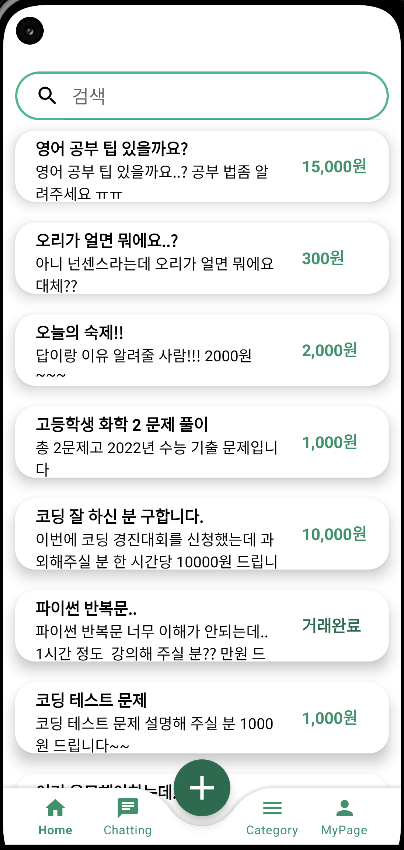 검색
영어 공부 팁 있을까요?
영어 공부 팁 있을까요..? 공부 법좀 알
려주세요 ㅠㅠ
15,000원
오리가 얼면 뭐에요..?
아니 넌센스라는데 오리가 얼면 뭐에요
대체??
300원
오늘의 숙제!!
답이랑 이유 알려줄 사람!!! 2000원
~~~
2,000원
고등학생 화학 2 문제 풀이
총 2문제고 2022년 수능 기출 문제입니
다
1,000원
코딩 잘 하신 분 구합니다.
이번에 코딩 경진대회를 신청했는데 과
외해주실 분 한 시간당 10000원 드립니
10,000원
파이썬 반복문..
파이썬 반복문 너무 이해가 안되는데..
1시간 정도 강의해 주실 분?? 만원 드
거래완료
코딩 테스트 문제
코딩 테스트 문제 설명해 주실 분 1000
원 드립니다~~
1,000원
Home
Chatting
Category
MyPage